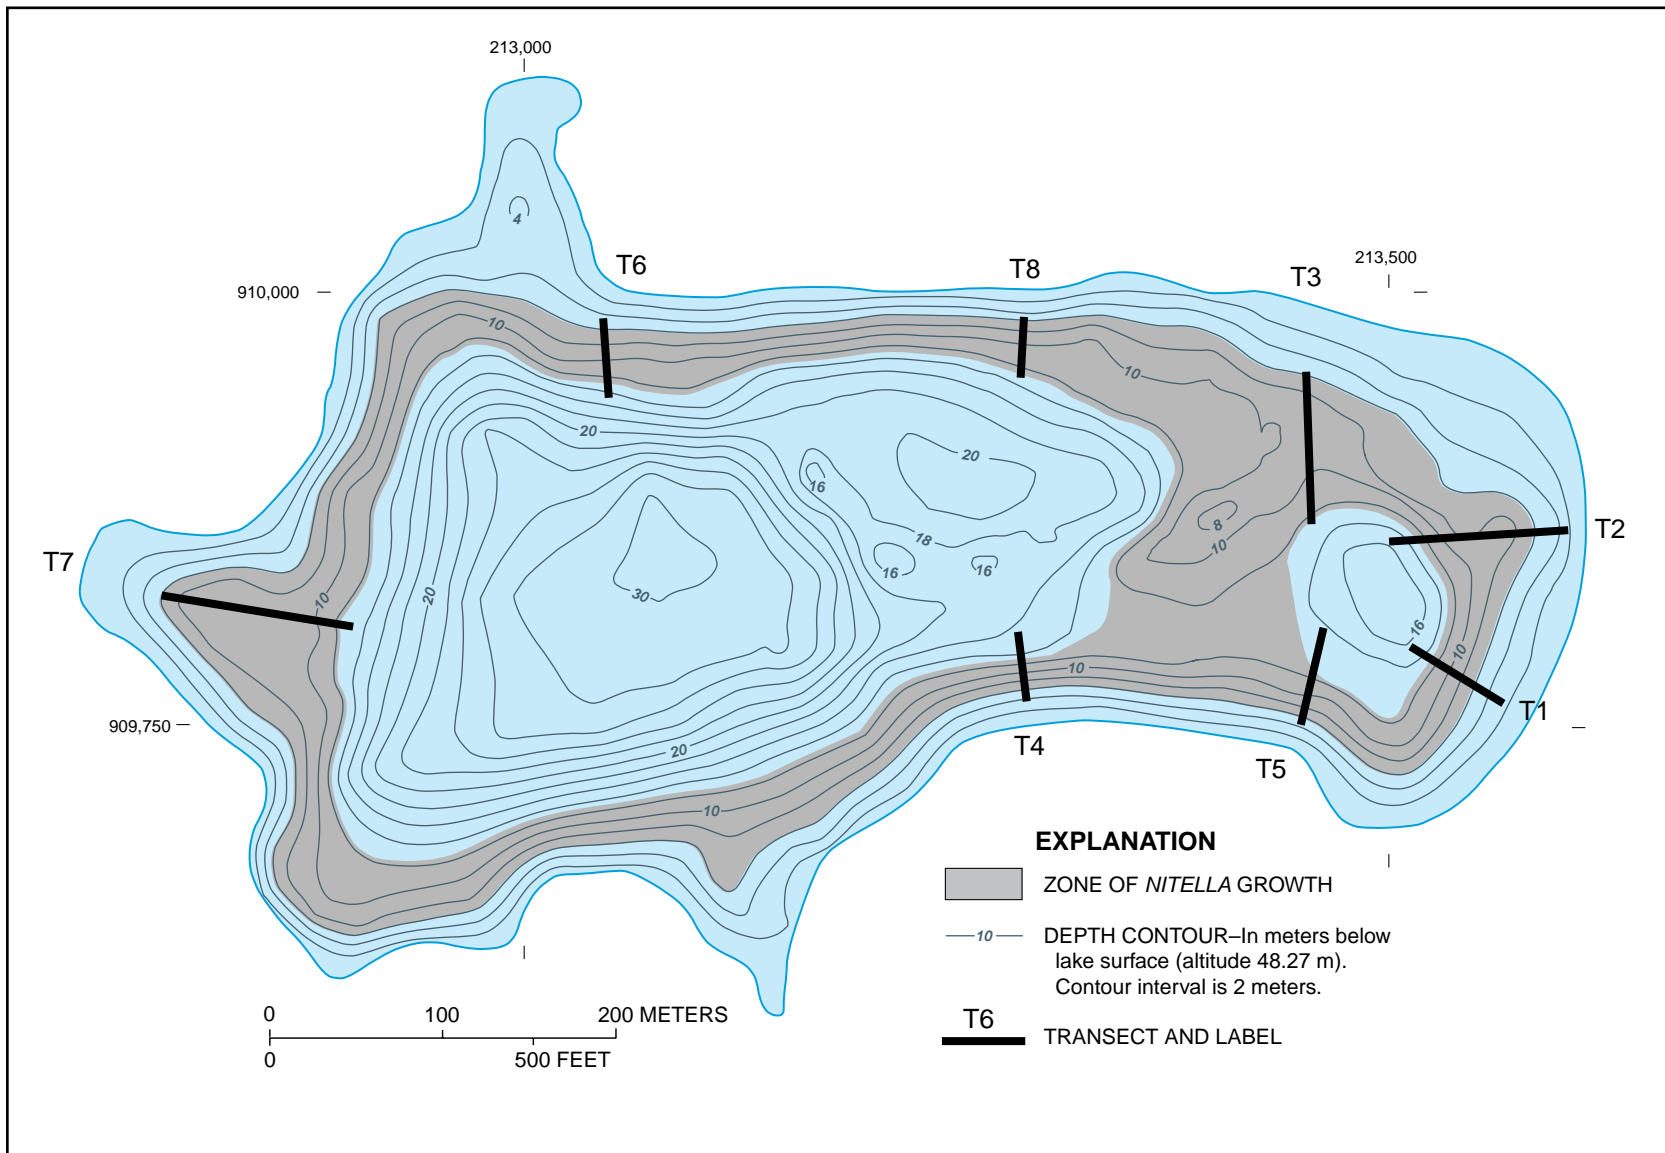 213,000
T6
T8
T3
213,500
910,000
4
10
10
20
20
16
8
18
10
T2
16
16
T7
20
10
30
16
10
10
909,750
T1
T4
T5
20
10
EXPLANATION
ZONE OF NITELLA GROWTH
10 DEPTH CONTOUR–In meters below
lake surface (altitude 48.27 m).
Contour interval is 2 meters.
T6
TRANSECT AND LABEL
0 100 200 METERS
0 500 FEET